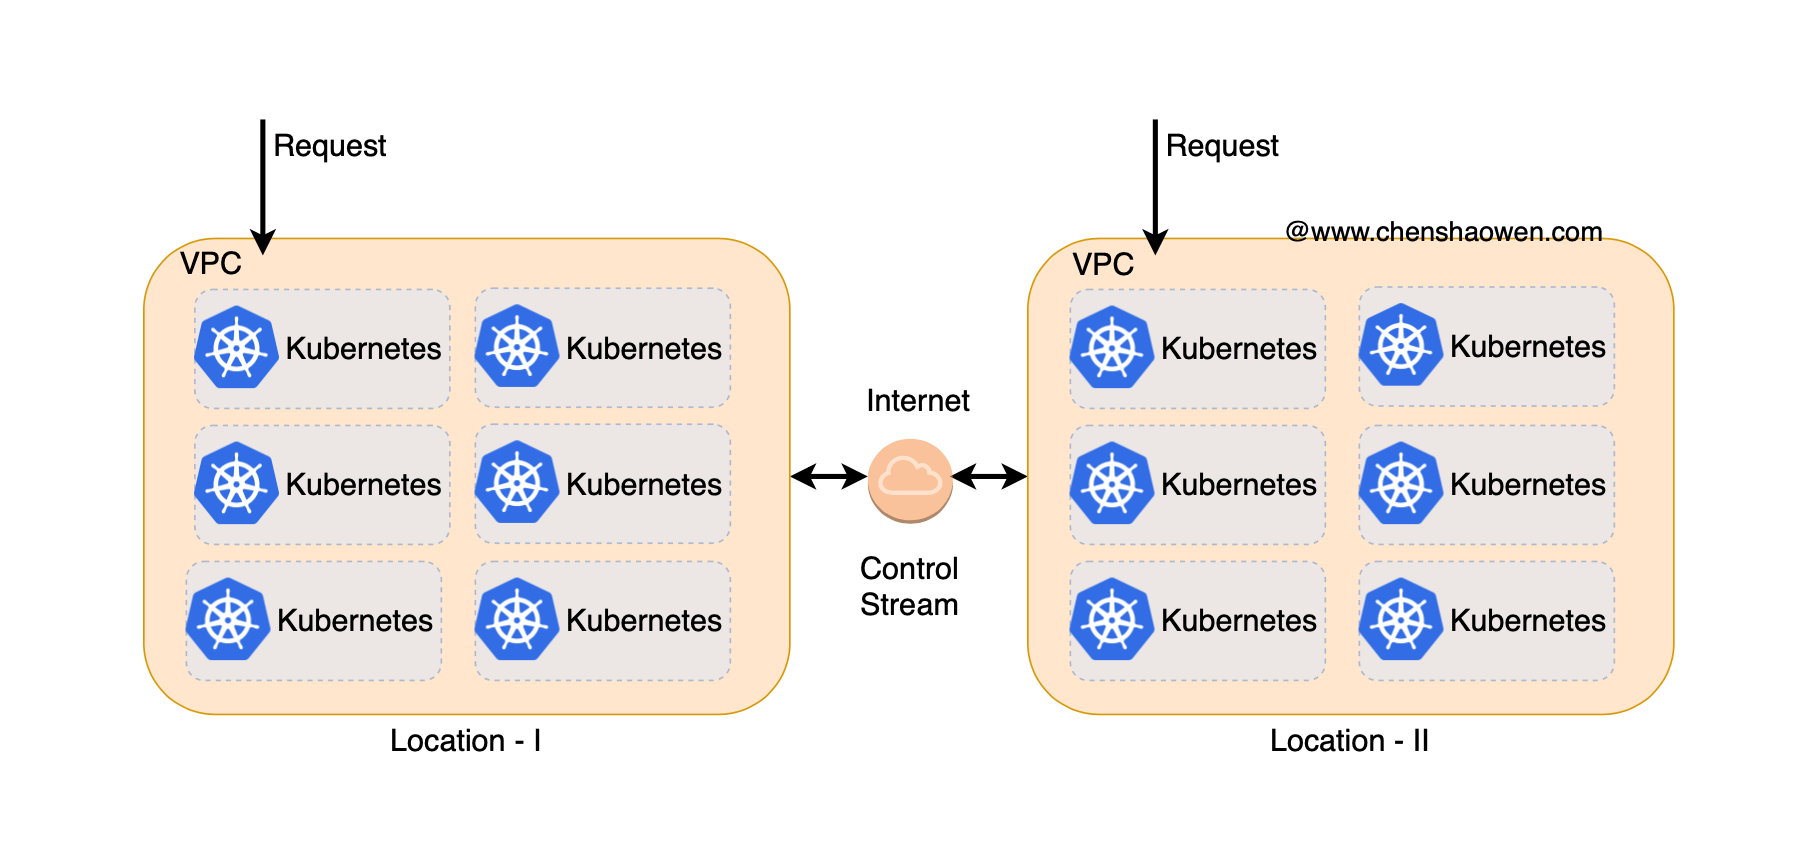 Request
Request
@www.chenshaowen.com
VPC
Kubernetes
Kubernetes
Kubernetes
Kubernetes
Kubernetes
Kubernetes
Location - I
Internet
Control
Stream
VPC
Kubernetes
Kubernetes
Kubernetes
Kubernetes
Kubernetes
Kubernetes
Location - II